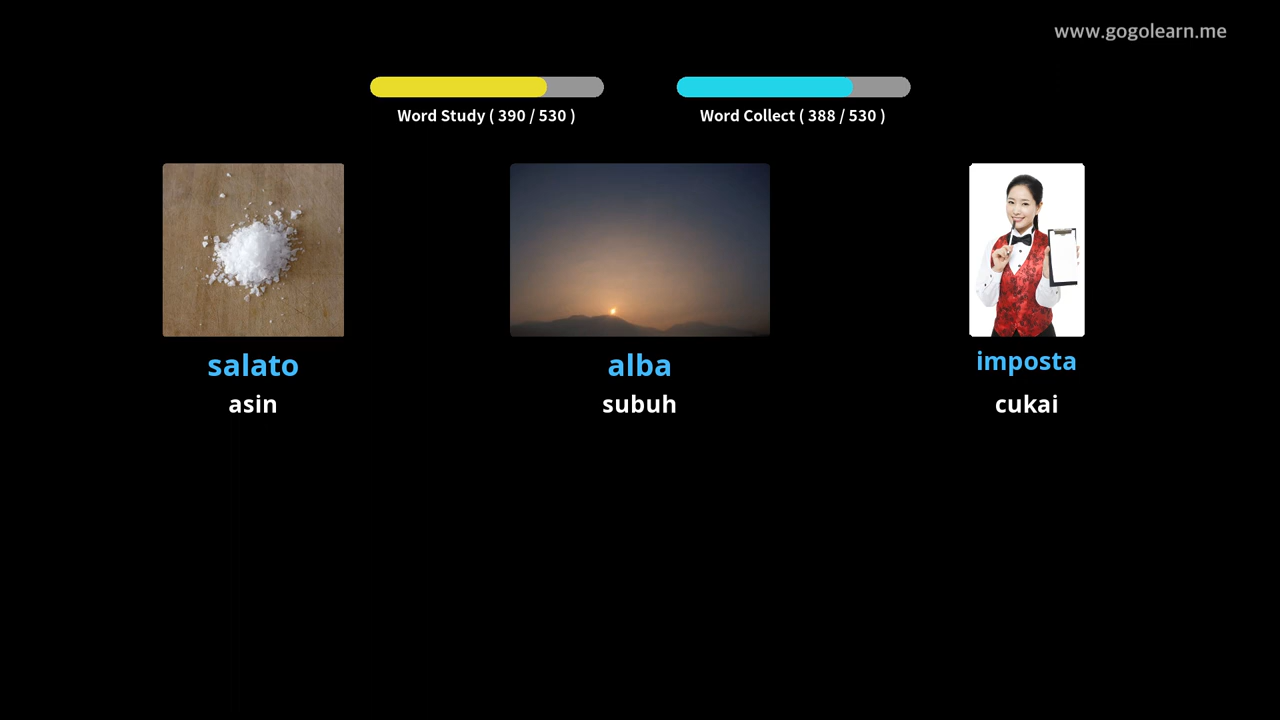 www.gogolearn.me
Word Study ( 390 / 530 )
Word Collect ( 388 / 530 )
salato
alba
imposta
asin
subuh
cukai